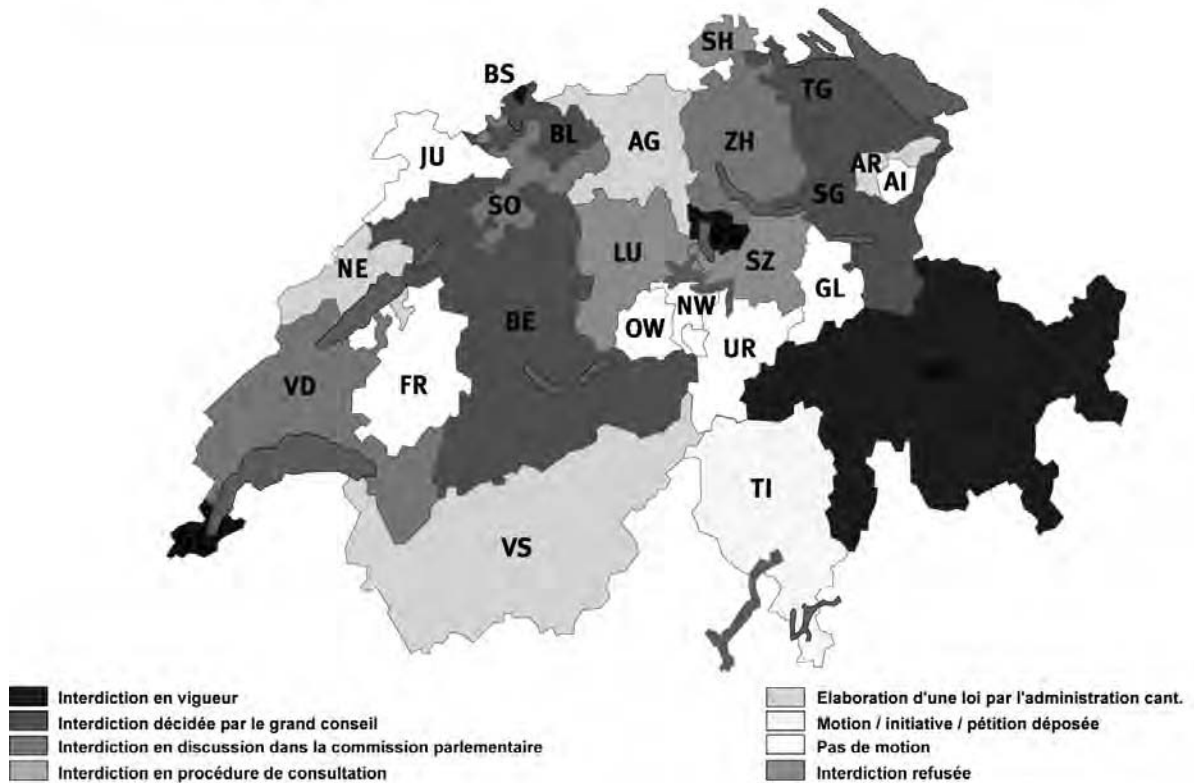 SH
BS
TG
BL
AG
ZH
JU
AR
AI
SO
SG
NE
LU
SZ
GL
NW
OW
BE
UR
VD
FR
TI
VS
Interdiction en vigueur
Interdiction décidée par le grand conseil
Interdiction en discussion dans la commission parlementaire
Interdiction en procédure de consultation
Elaboration d'une loi par l'administration cant.
Motion / initiative / pétition déposée
Pas de motion
Interdiction refusée